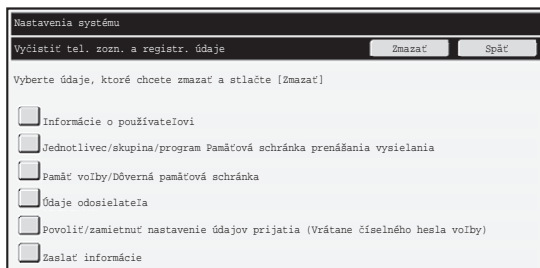 Nastavenia systému
Vyčistiť tel. zozn. a registr. údaje Zmazať Späť
Vyberte údaje, ktoré chcete zmazať a stlačte [Zmazať]
Informácie o používateľovi
Jednotlivec/skupina/program Pamäťová schránka prenášania vysielania
Pamäť voľby/Dôverná pamäťová schránka
Údaje odosielateľa
Povoliť/zamietnuť nastavenie údajov prijatia (Vrátane číselného hesla voľby)
Zaslať informácie